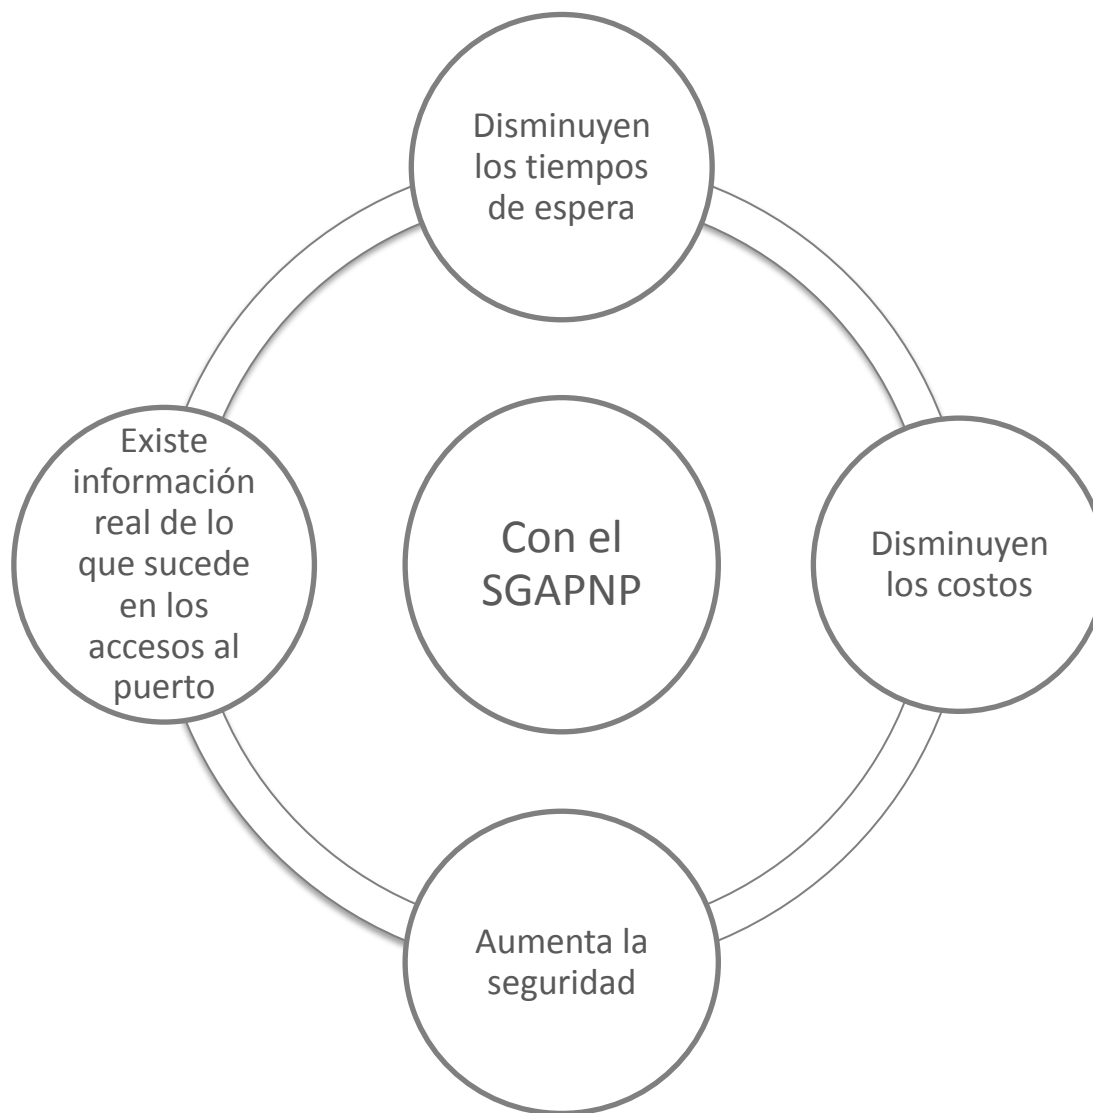 Disminuyen
los tiempos
de espera
Existe
información
real de lo
que sucede
en los
accesos al
puerto
Con el
SGAPNP
Disminuyen
los costos
Aumenta la
seguridad